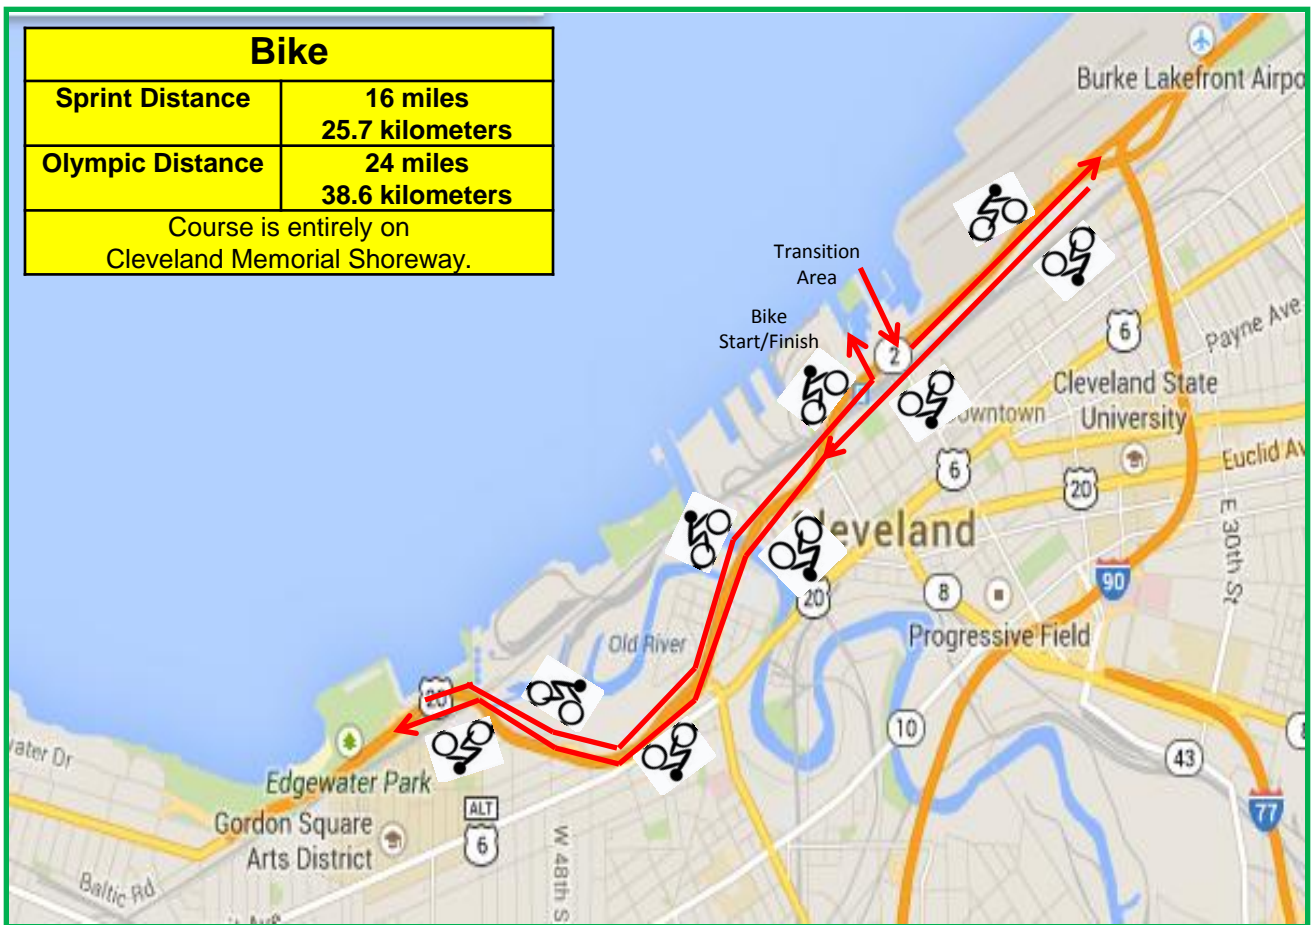 Bike
Sprint Distance
16 miles
25.7 kilometers
Olympic Distance
24 miles
38.6 kilometers
Course is entirely on
Cleveland Memorial Shoreway.
Burke Lakefront Airpo
Transition
Area
Bike
Start/Finish
2
6
Payne Ave
Cleveland State
University
owntown
6
20
Euclid Av
E 30th St
leveland
90
20
8
Progressive Field
Old River
20
10
43
8
77
ater Dr
Edgewater Park
Gordon Square
Arts District
ALT
6
W 48th S
Baltic Rd